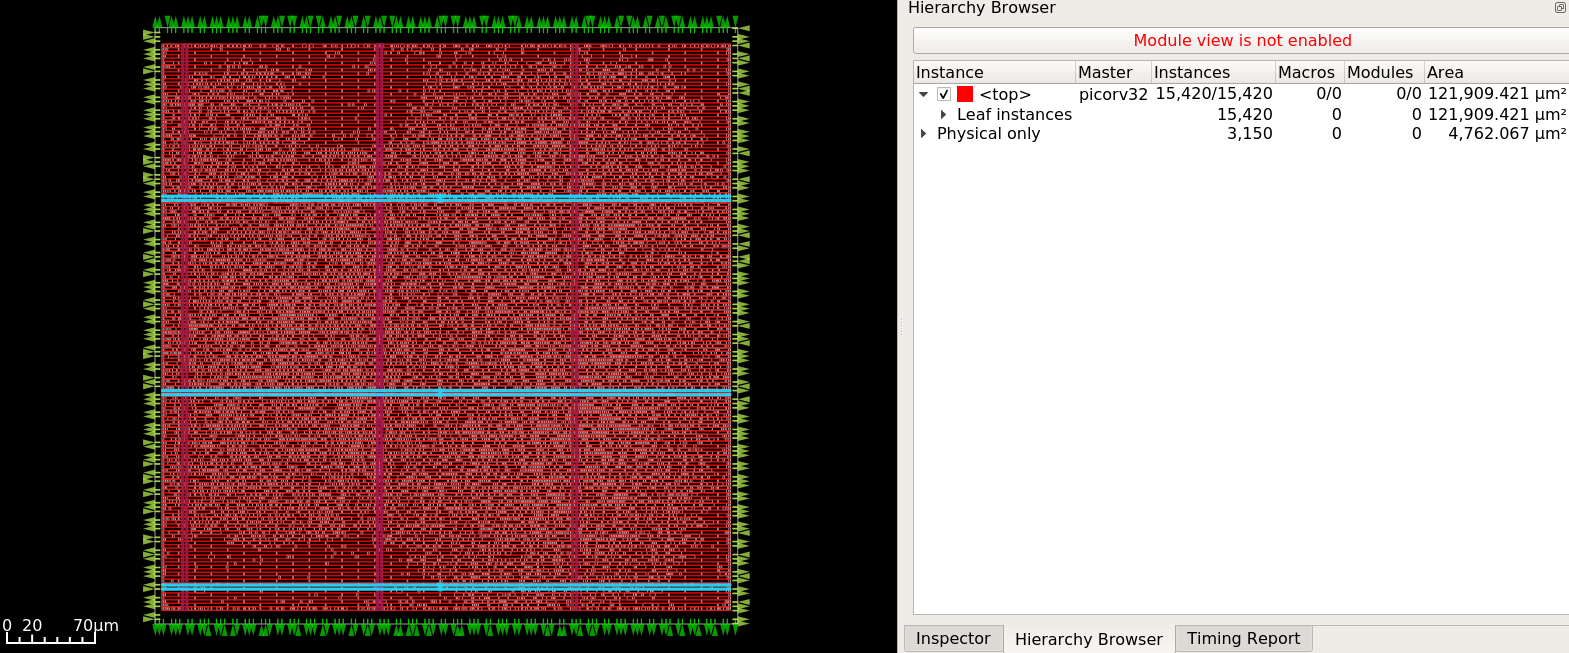 Hierarchy Browser
Module view is not enabled
Instance Master Instances Macros Modules Area
<top> picorv32 15,420/15,420 0/0 0/0 121,909.421 µm²
Leaf instances 15,420 0 0 121,909.421 µm²
Physical only 3,150 0 0 4,762.067 µm²
0 20 70µm
Inspector Hierarchy Browser Timing Report